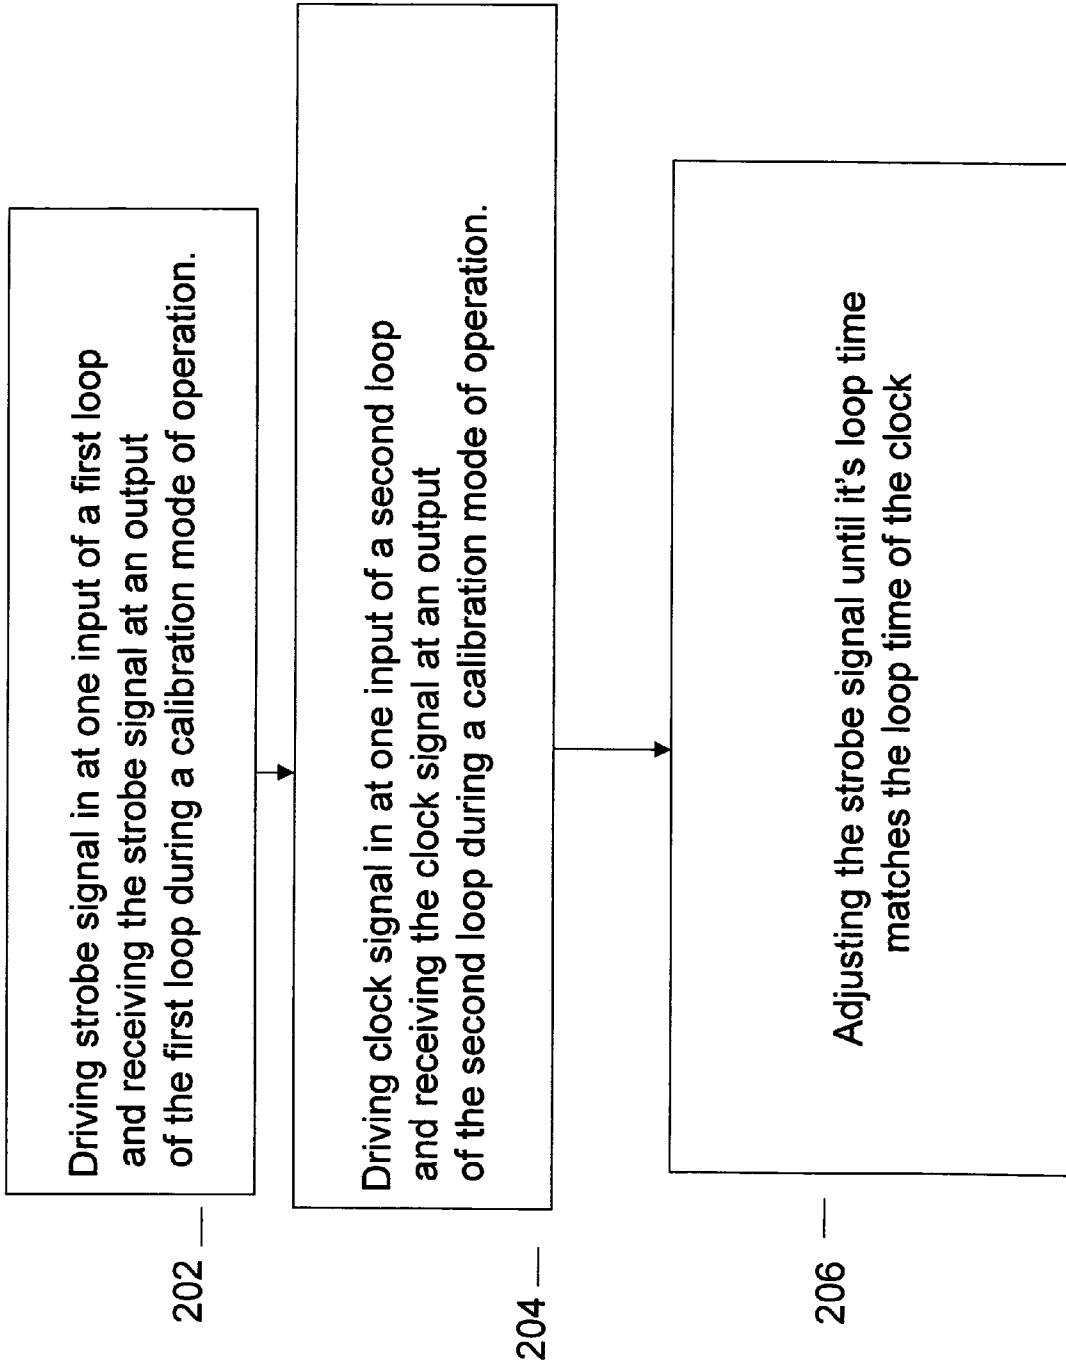 202
Driving strobe signal in at one input of a first loop
and receiving the strobe signal at an output
of the first loop during a calibration mode of operation.
204
Driving clock signal in at one input of a second loop
and receiving the clock signal at an output
of the second loop during a calibration mode of operation.
206
Adjusting the strobe signal until it's loop time
matches the loop time of the clock